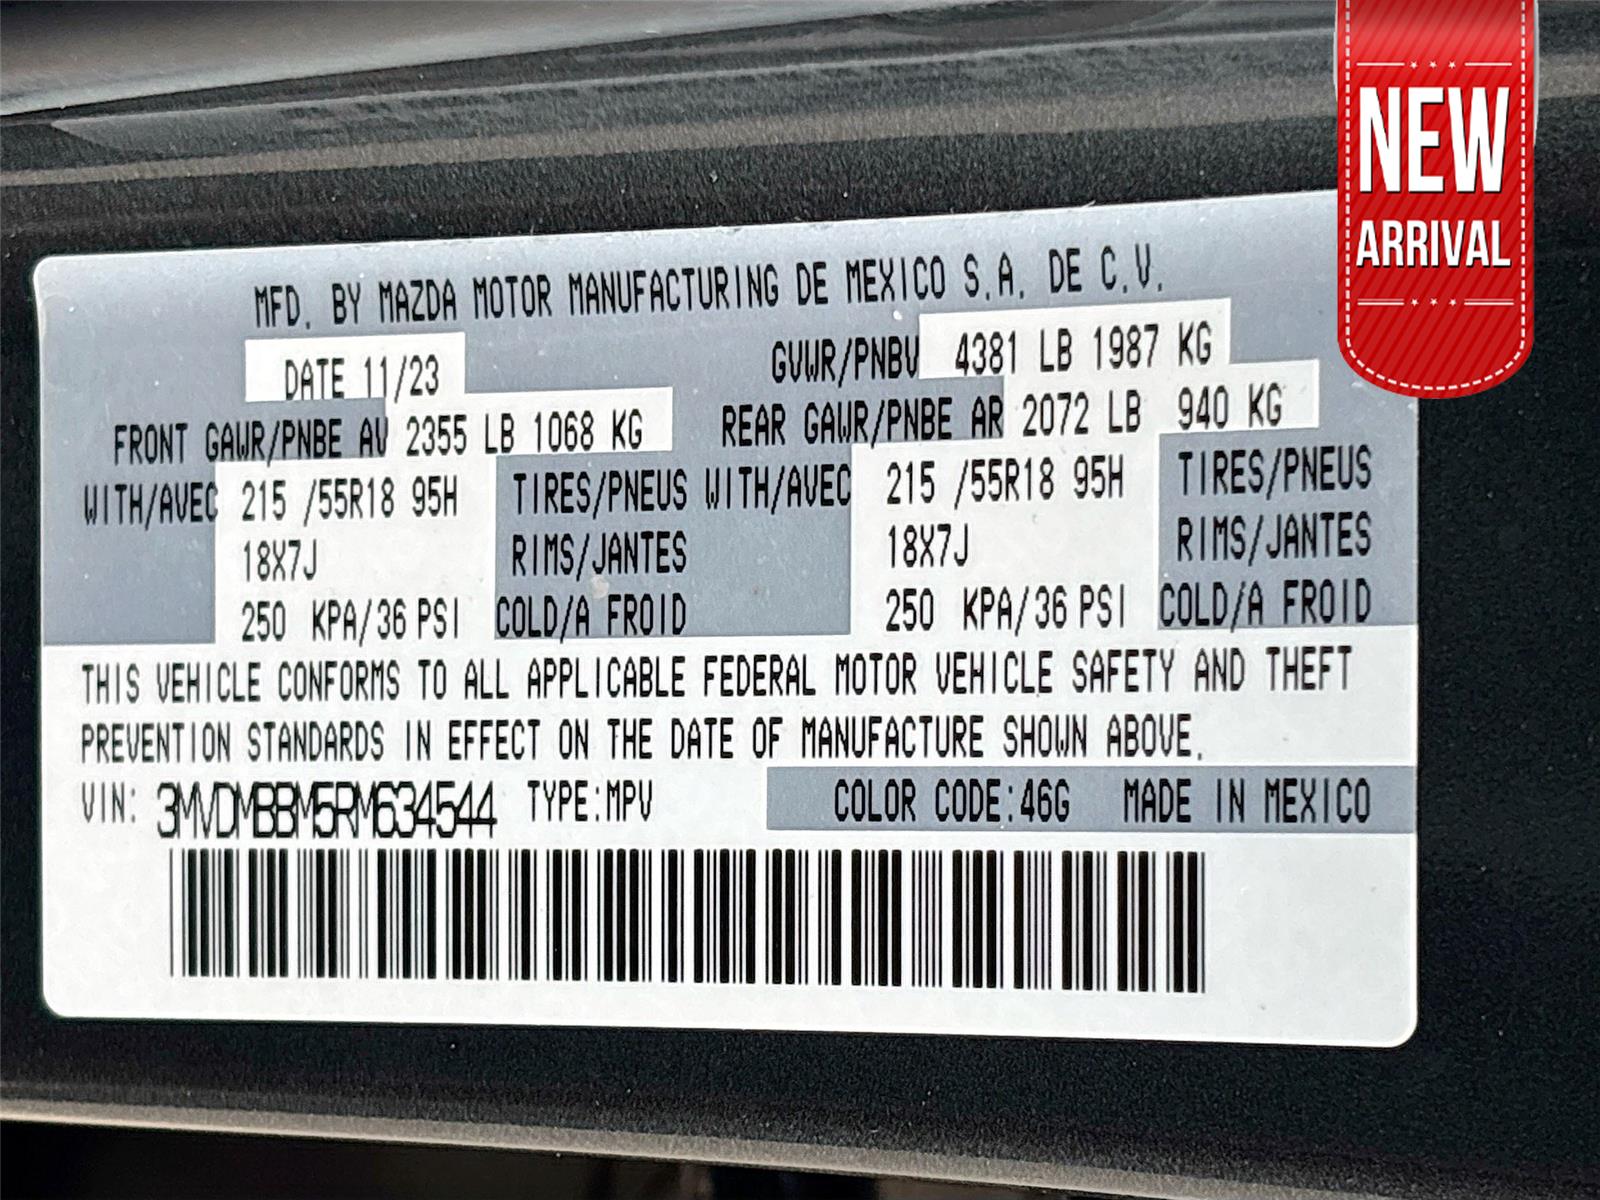 NEW
ARRIVAL
MFD. BY MAZDA MOTOR MANUFACTURING DE MEXICO S.A. DE C.V.
DATE 11/23 GVWR/PNBV 4381 LB 1987 KG
FRONT GAWR/PNBE AV 2355 LB 1068 KG REAR GAWR/PNBE AR 2072 LB 940 KG
WITH/AVEC 215 /55R18 95H TIRES/PNEUS WITH/AVEC 215 /55R18 95H TIRES/PNEUS
18X7J RIMS/JANTES 18X7J RIMS/JANTES
250 KPA/36 PSI COLD/A FROID 250 KPA/36 PSI COLD/A FROID
THIS VEHICLE CONFORMS TO ALL APPLICABLE FEDERAL MOTOR VEHICLE SAFETY AND THEFT
PREVENTION STANDARDS IN EFFECT ON THE DATE OF MANUFACTURE SHOWN ABOVE.
VIN: 3MVDMBBM5RM634544 TYPE:MPV COLOR CODE:46G MADE IN MEXICO